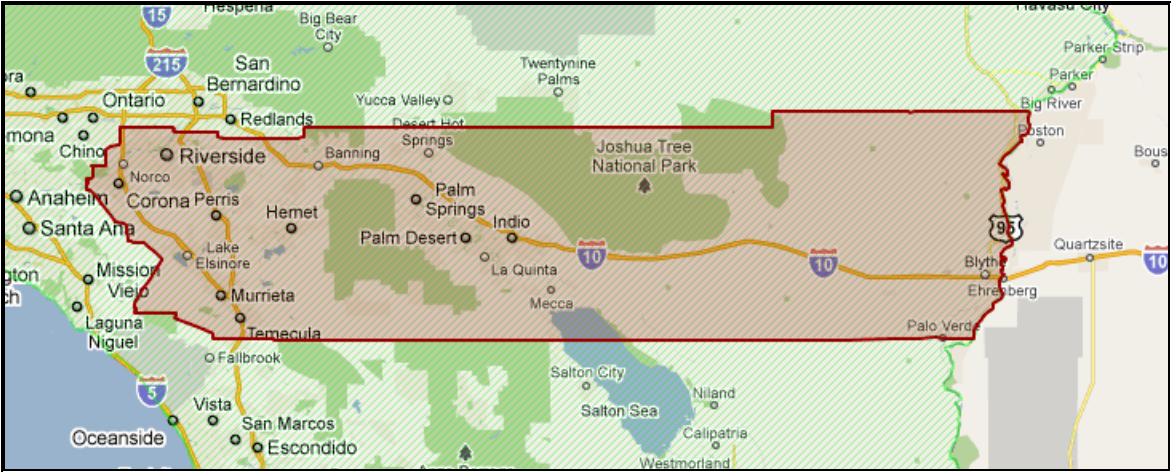 Hesperia
Havasu City
15
Big Bear
City
215
San
Bernardino
Parker Strip
Twentynine
Palms
Parker
Ontario
Yucca Valley
Big River
Redlands
Desert Hot
Springs
Poston
Chino
Riverside
Banning
Joshua Tree
National Park
Norco
Anaheim
Corona
Perris
Palm
Springs
Hemet
Indio
Santa Ana
Palm Desert
95
Quartzsite
Lake
Elsinore
10
10
10
La Quinta
Blythe
Mission
Viejo
Murrieta
Mecca
Ehrenberg
Laguna
Niguel
Temecula
Palo Verde
Fallbrook
Salton City
5
Niland
Vista
Salton Sea
San Marcos
Oceanside
Escondido
Calipatria
Westmorland